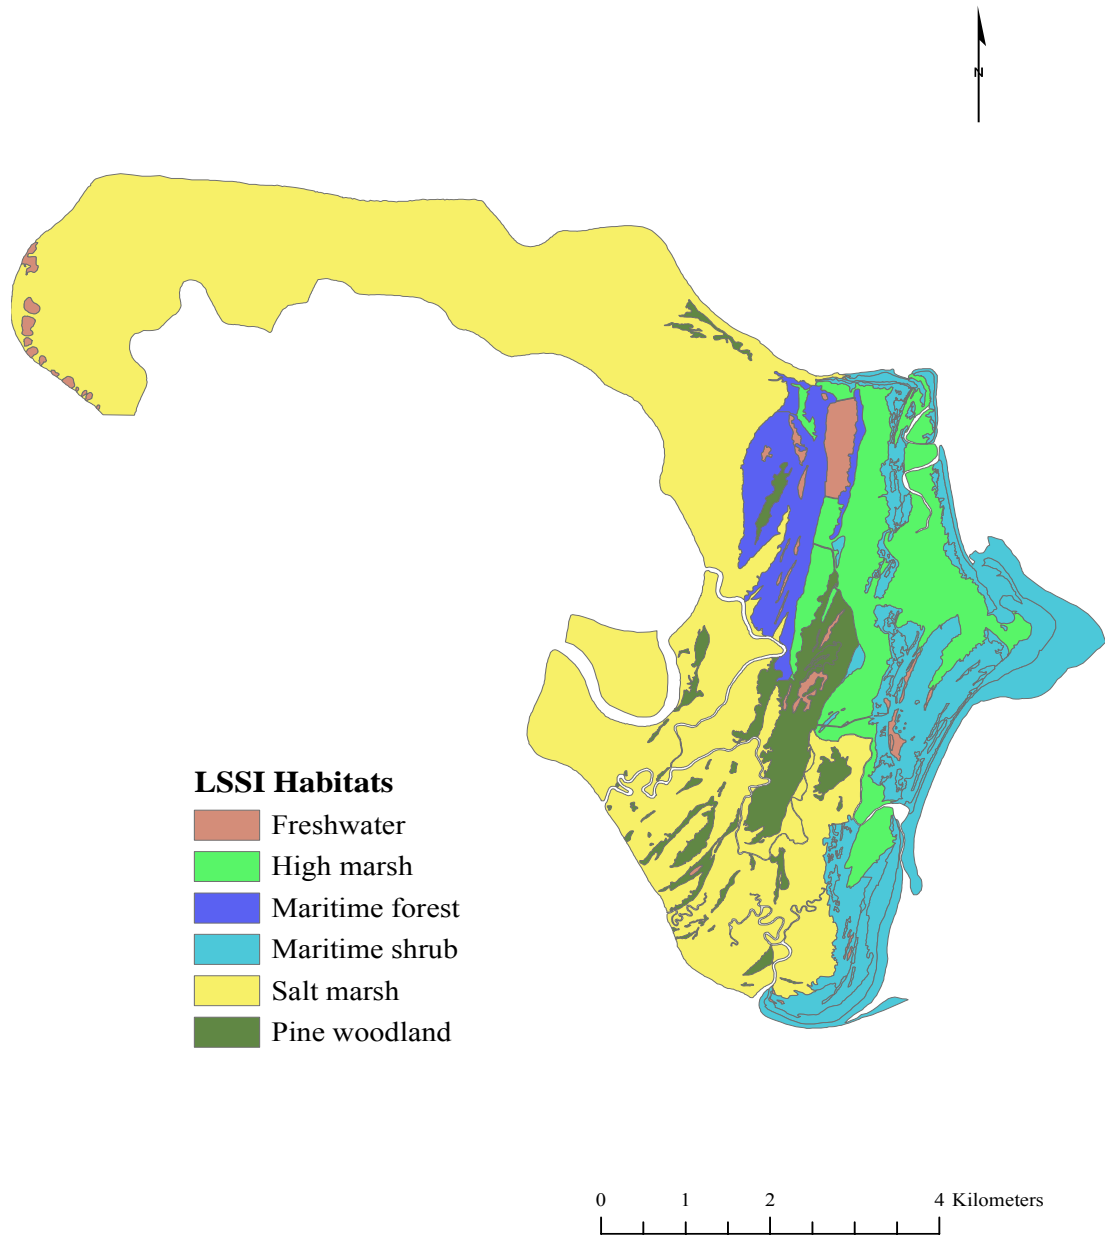 N
LSSI Habitats
Freshwater
High marsh
Maritime forest
Maritime shrub
Salt marsh
Pine woodland
0 1 2 4 Kilometers